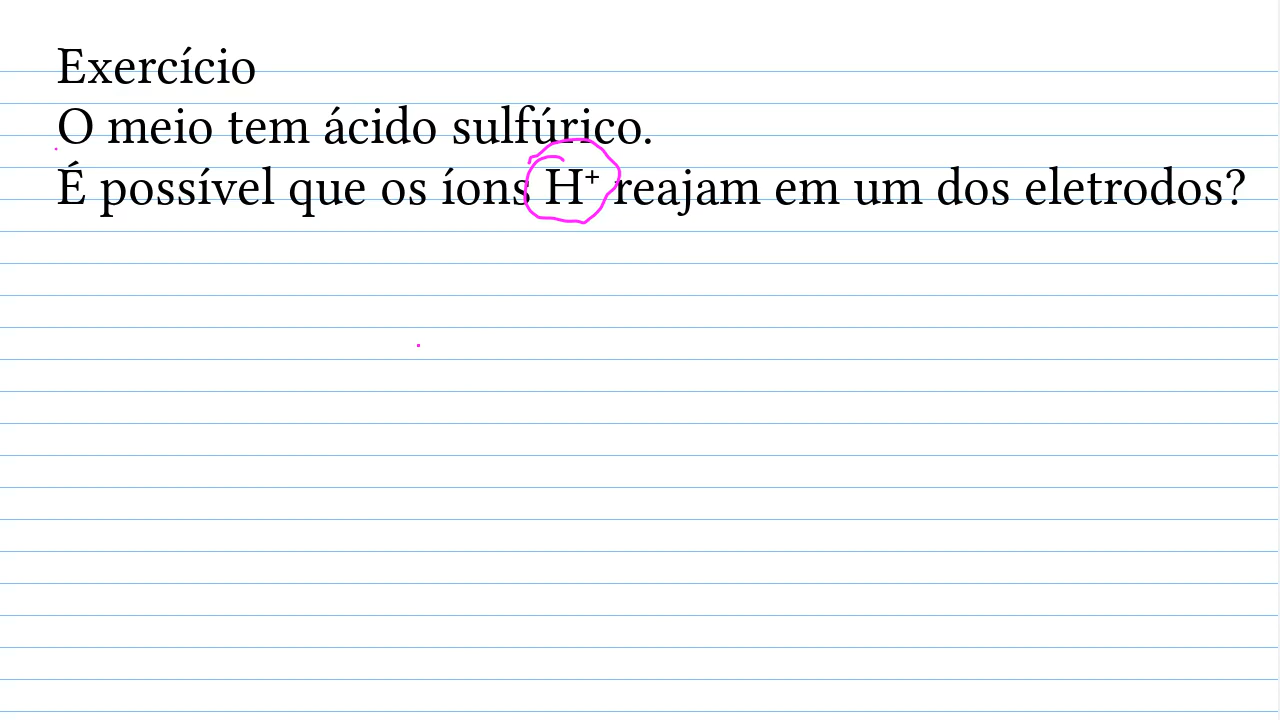 Exercício
O meio tem ácido sulfúrico.
É possível que os íons H⁺ reajam em um dos eletrodos?